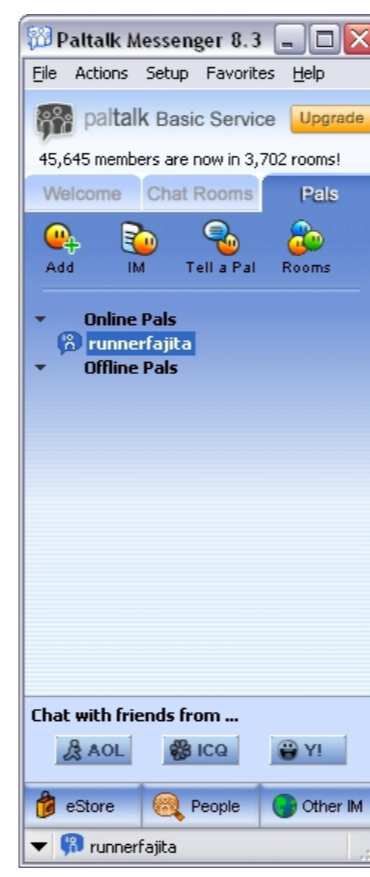 Paltalk Messenger 8.3
File Actions Setup Favorites Help
paltalk Basic Service Upgrade
45,645 members are now in 3,702 rooms!
Welcome Chat Rooms Pals
Add IM Tell a Pal Rooms
Online Pals
runnerfajita
Offline Pals
Chat with friends from ...
AOL ICQ Y!
eStore People Other IM
runnerfajita